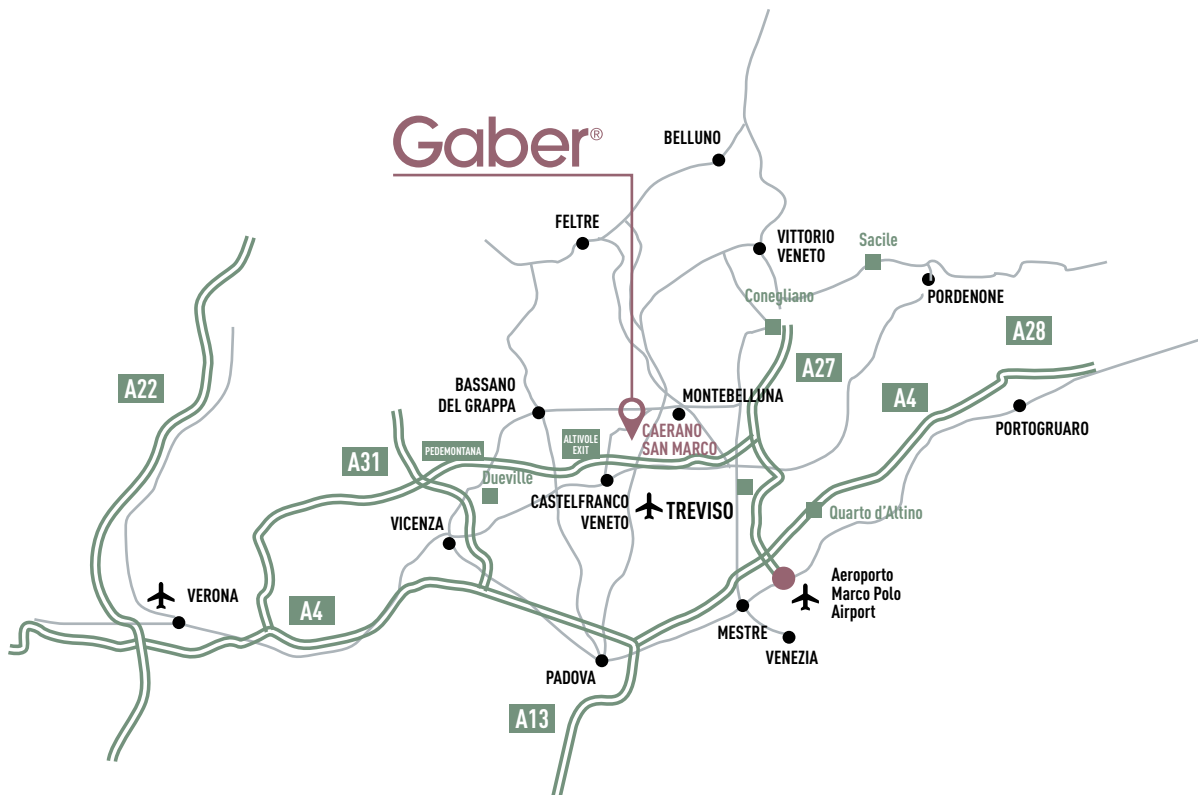 Gaber®
BELLUNO
FELTRE
VITTORIO
VENETO
Sacile
PORDENONE
Conegliano
A28
A27
A22
A4
BASSANO
DEL GRAPPA
MONTEBELLUNA
PORTOGRUARO
CAERANO
SAN MARCO
ALTIVOLE
EXIT
PEDEMONTANA
A31
Dueville
CASTELFRANCO
VENETO
TREVISO
Quarto d'Altino
VICENZA
VERONA
A4
Aeroporto
Marco Polo
Airport
MESTRE
VENEZIA
PADOVA
A13